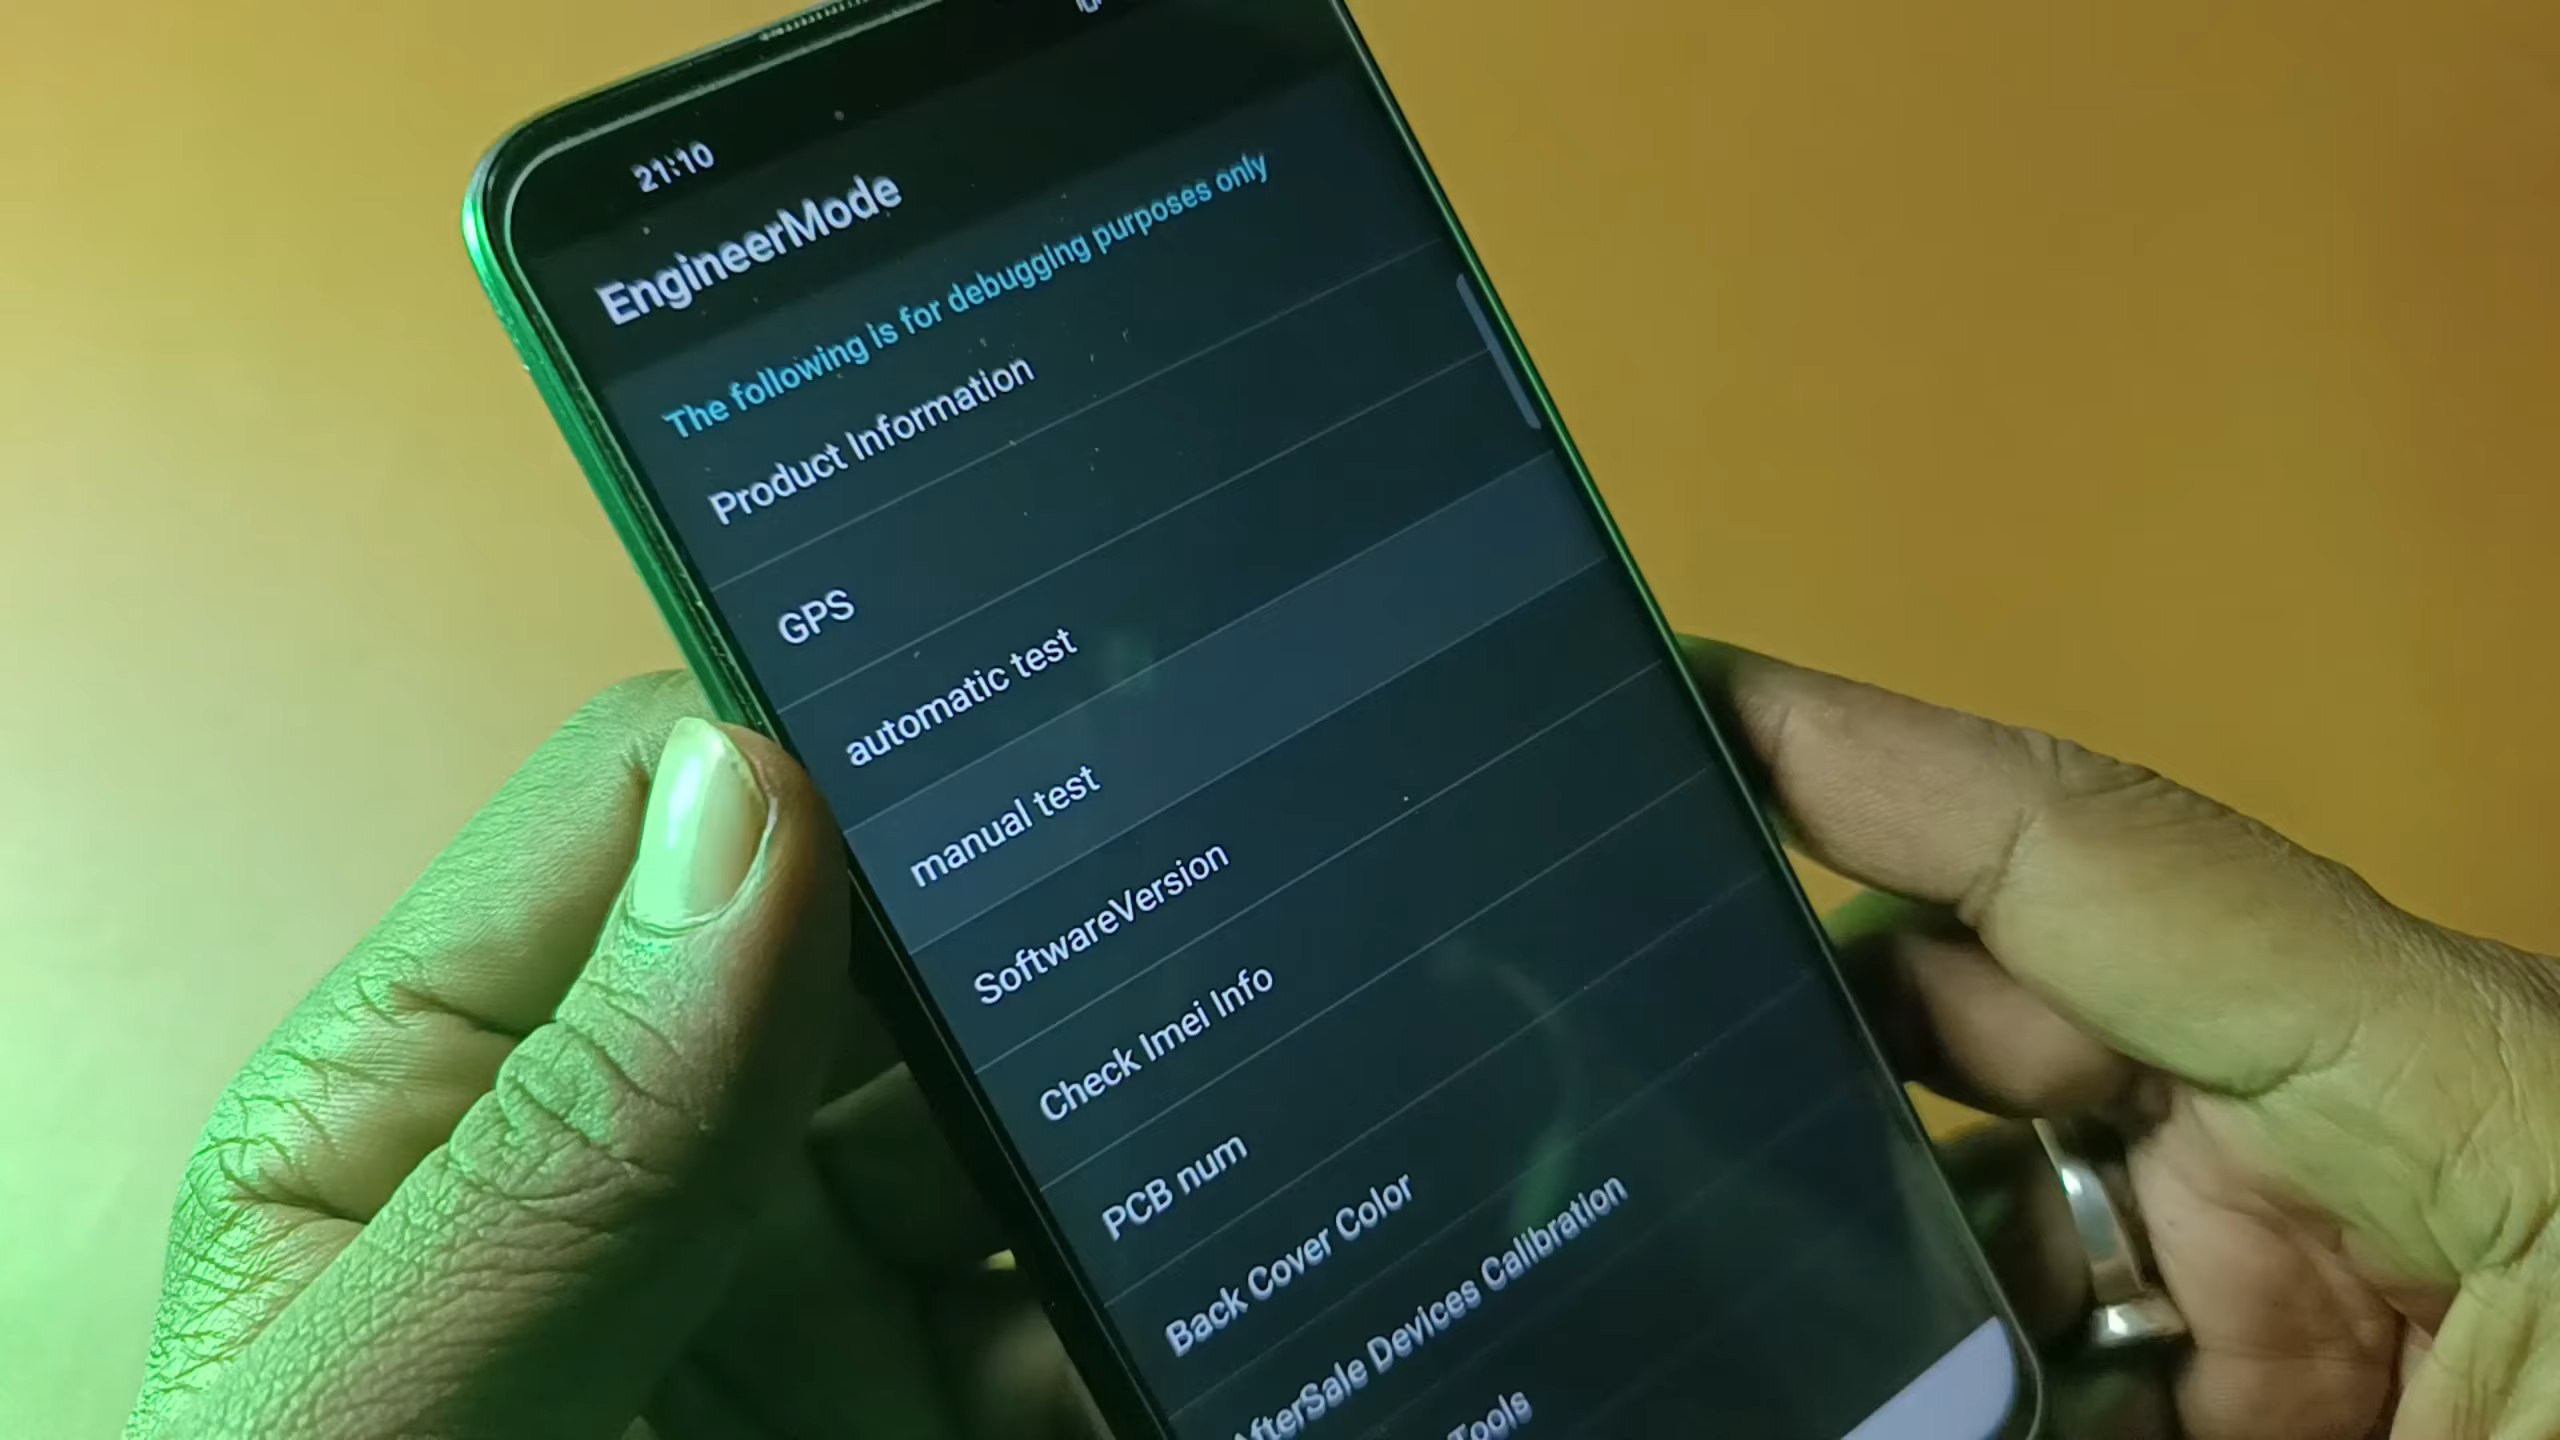 21:10
EngineerMode
The following is for debugging purposes only
Product Information
GPS
automatic test
manual test
SoftwareVersion
Check Imei Info
PCB num
Back Cover Color
AfterSale Devices Calibration
Tools